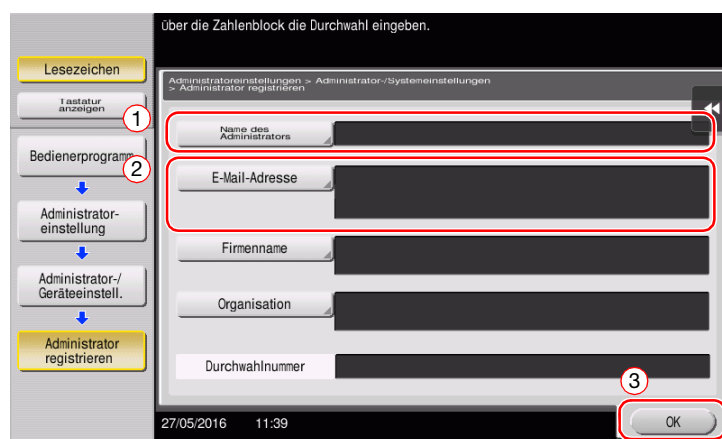 über die Zahlenblock die Durchwahl eingeben.
Lesezeichen
Tastatur
anzeigen
1
Bedienerprogramm
2
Administrator-
einstellung
Administrator-/
Geräteeinstell.
Administrator
registrieren
Administratoreinstellungen > Administrator-/Systemeinstellungen
> Administrator registrieren
Name des
Administrators
E-Mail-Adresse
Firmenname
Organisation
Durchwahlnummer
3
27/05/2016 11:39
OK